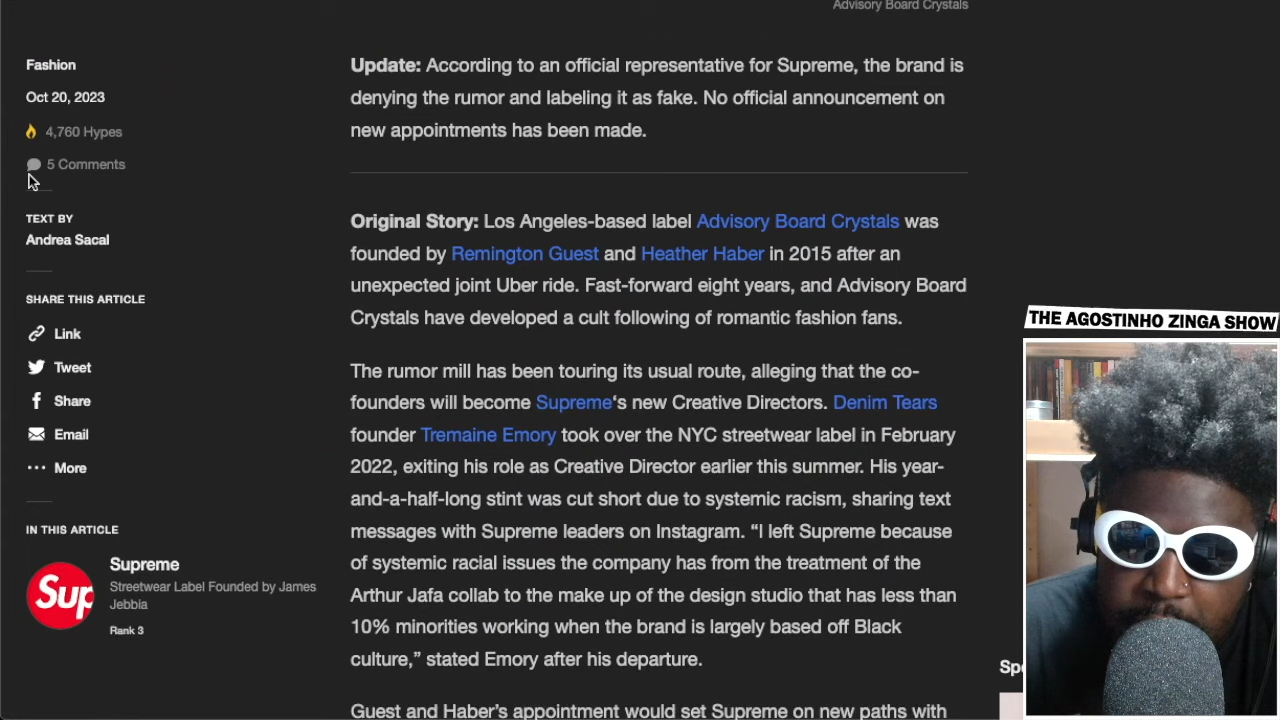 Advisory Board Crystals
Fashion
Oct 20, 2023
4,760 Hypes
5 Comments
TEXT BY
Andrea Sacal
SHARE THIS ARTICLE
Link
Tweet
Share
Email
More
IN THIS ARTICLE
Sup
Supreme
Streetwear Label Founded by James
Jebbia
Rank 3
Update: According to an official representative for Supreme, the brand is
denying the rumor and labeling it as fake. No official announcement on
new appointments has been made.
Original Story: Los Angeles-based label Advisory Board Crystals was
founded by Remington Guest and Heather Haber in 2015 after an
unexpected joint Uber ride. Fast-forward eight years, and Advisory Board
Crystals have developed a cult following of romantic fashion fans.
The rumor mill has been touring its usual route, alleging that the co-
founders will become Supreme‘s new Creative Directors. Denim Tears
founder Tremaine Emory took over the NYC streetwear label in February
2022, exiting his role as Creative Director earlier this summer. His year-
and-a-half-long stint was cut short due to systemic racism, sharing text
messages with Supreme leaders on Instagram. “I left Supreme because
of systemic racial issues the company has from the treatment of the
Arthur Jafa collab to the make up of the design studio that has less than
10% minorities working when the brand is largely based off Black
culture,” stated Emory after his departure.
Guest and Haber’s appointment would set Supreme on new paths with
THE AGOSTINHO ZINGA SHOW
Spo